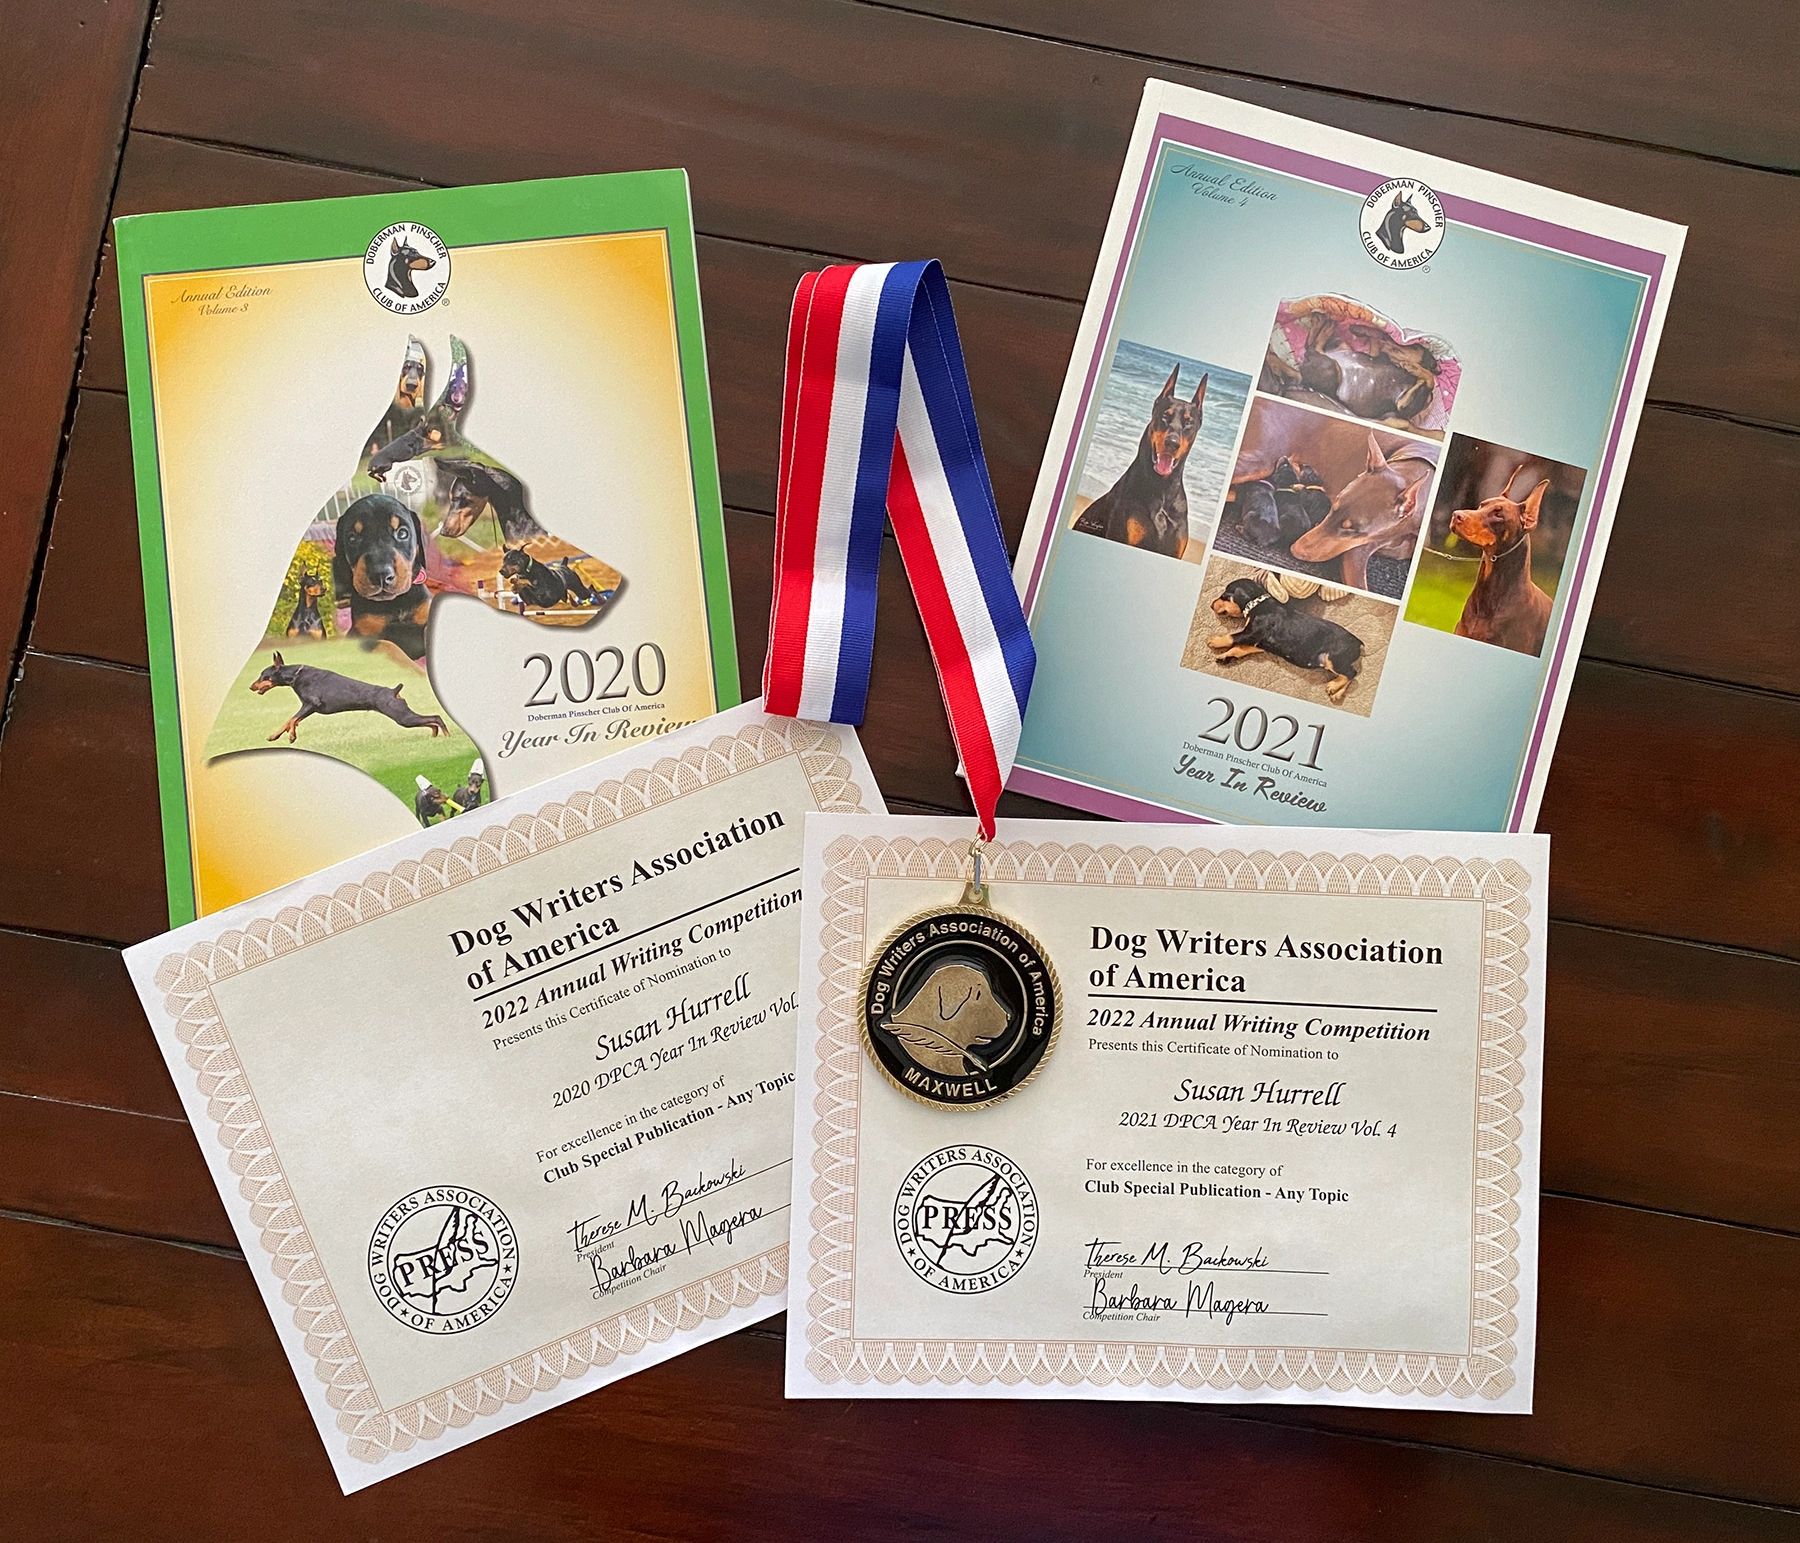 DOBERMAN PINSCHER
CLUB OF AMERICA
®
Annual Edition
Volume 3
2020
Doberman Pinscher Club Of America
Year In Review
Annual Edition
Volume 4
DOBERMAN PINSCHER
CLUB OF AMERICA
®
2021
Doberman Pinscher Club Of America
Year In Review
Dog Writers Association
of America
2022 Annual Writing Competition
Presents this Certificate of Nomination to
Susan Hurrell
2020 DPCA Year In Review Vol.
For excellence in the category of
Club Special Publication - Any Topic
Therese M. Backowski
President
Barbara Magera
Competition Chair
DOG WRITERS ASSOCIATION
★ OF AMERICA ★
PRESS
Dog Writers Association of America
MAXWELL
Dog Writers Association
of America
2022 Annual Writing Competition
Presents this Certificate of Nomination to
Susan Hurrell
2021 DPCA Year In Review Vol. 4
For excellence in the category of
Club Special Publication - Any Topic
Therese M. Backowski
President
Barbara Magera
Competition Chair
DOG WRITERS ASSOCIATION
★ OF AMERICA ★
PRESS